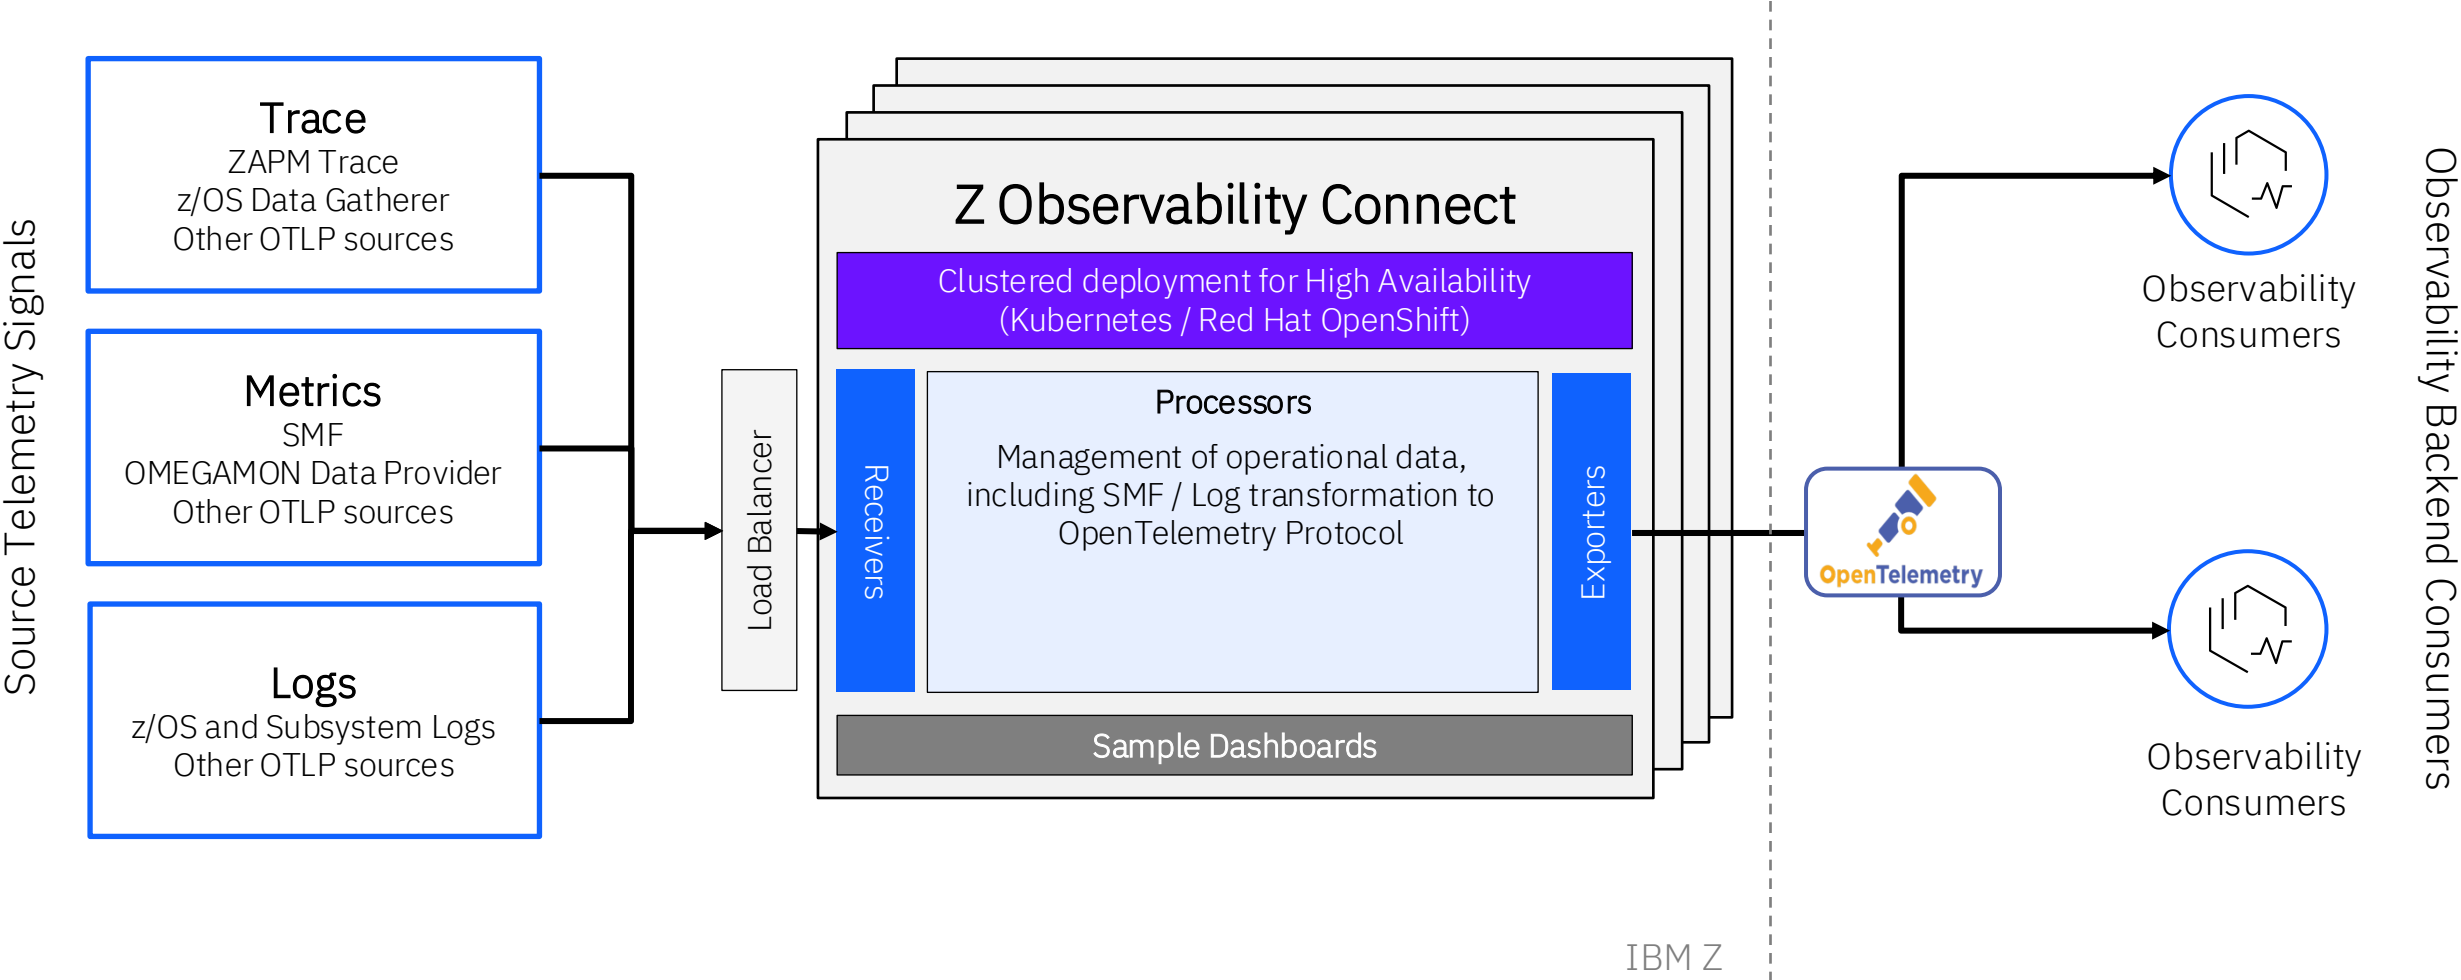 Source Telemetry Signals
Trace
ZAPM Trace
z/OS Data Gatherer
Other OTLP sources
Metrics
SMF
OMEGAMON Data Provider
Other OTLP sources
Logs
z/OS and Subsystem Logs
Other OTLP sources
Load Balancer
Z Observability Connect
Clustered deployment for High Availability
(Kubernetes / Red Hat OpenShift)
Receivers
Processors
Management of operational data,
including SMF / Log transformation to
OpenTelemetry Protocol
Exporters
Sample Dashboards
IBM Z
OpenTelemetry
Observability
Consumers
Observability
Consumers
Observability Backend Consumers